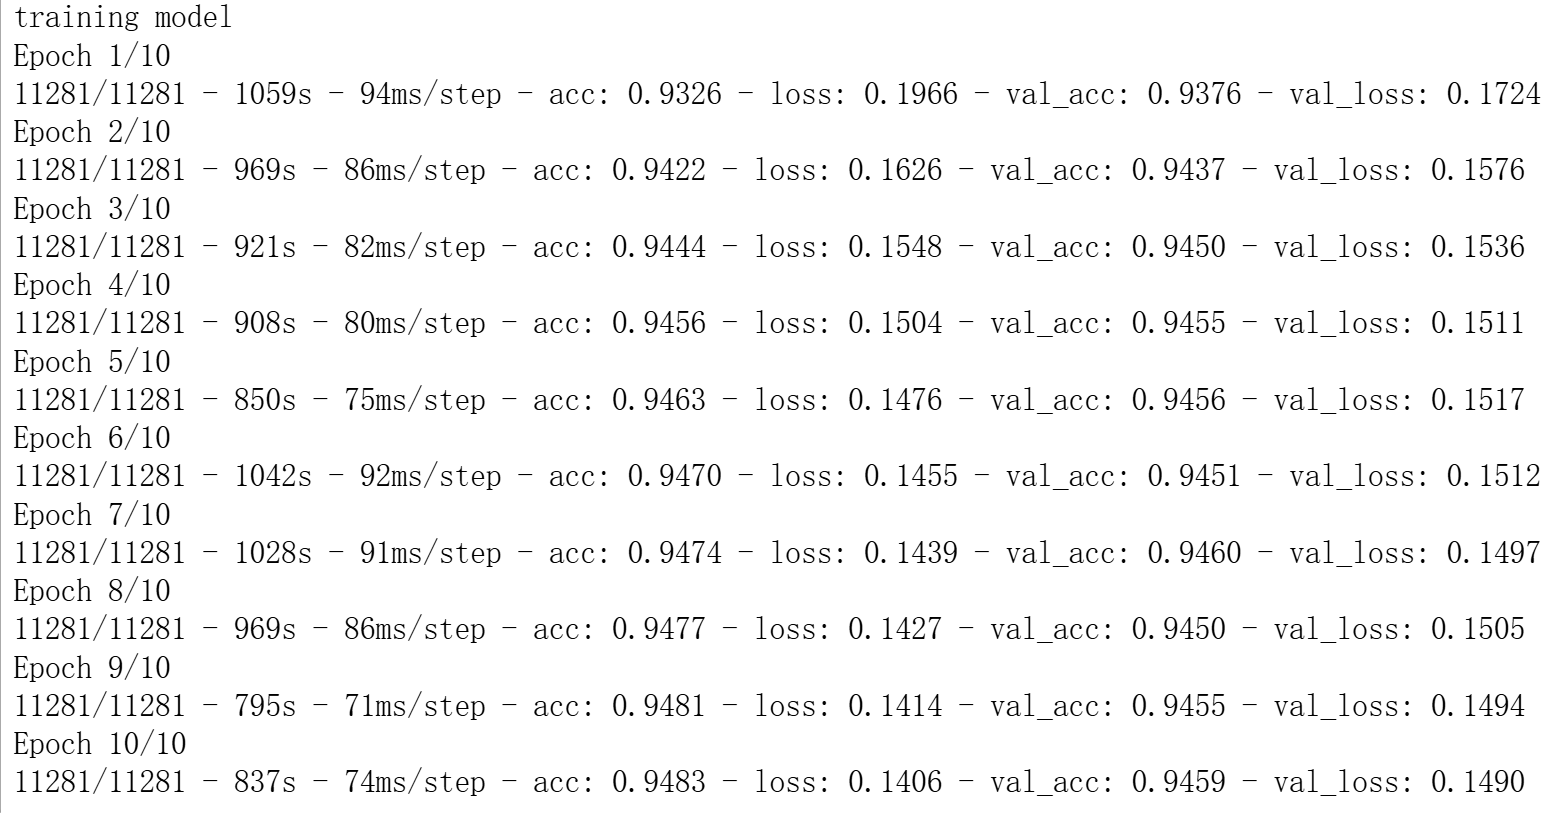 training model
Epoch 1/10
11281/11281 - 1059s - 94ms/step - acc: 0.9326 - loss: 0.1966 - val_acc: 0.9376 - val_loss: 0.1724
Epoch 2/10
11281/11281 - 969s - 86ms/step - acc: 0.9422 - loss: 0.1626 - val_acc: 0.9437 - val_loss: 0.1576
Epoch 3/10
11281/11281 - 921s - 82ms/step - acc: 0.9444 - loss: 0.1548 - val_acc: 0.9450 - val_loss: 0.1536
Epoch 4/10
11281/11281 - 908s - 80ms/step - acc: 0.9456 - loss: 0.1504 - val_acc: 0.9455 - val_loss: 0.1511
Epoch 5/10
11281/11281 - 850s - 75ms/step - acc: 0.9463 - loss: 0.1476 - val_acc: 0.9456 - val_loss: 0.1517
Epoch 6/10
11281/11281 - 1042s - 92ms/step - acc: 0.9470 - loss: 0.1455 - val_acc: 0.9451 - val_loss: 0.1512
Epoch 7/10
11281/11281 - 1028s - 91ms/step - acc: 0.9474 - loss: 0.1439 - val_acc: 0.9460 - val_loss: 0.1497
Epoch 8/10
11281/11281 - 969s - 86ms/step - acc: 0.9477 - loss: 0.1427 - val_acc: 0.9450 - val_loss: 0.1505
Epoch 9/10
11281/11281 - 795s - 71ms/step - acc: 0.9481 - loss: 0.1414 - val_acc: 0.9455 - val_loss: 0.1494
Epoch 10/10
11281/11281 - 837s - 74ms/step - acc: 0.9483 - loss: 0.1406 - val_acc: 0.9459 - val_loss: 0.1490